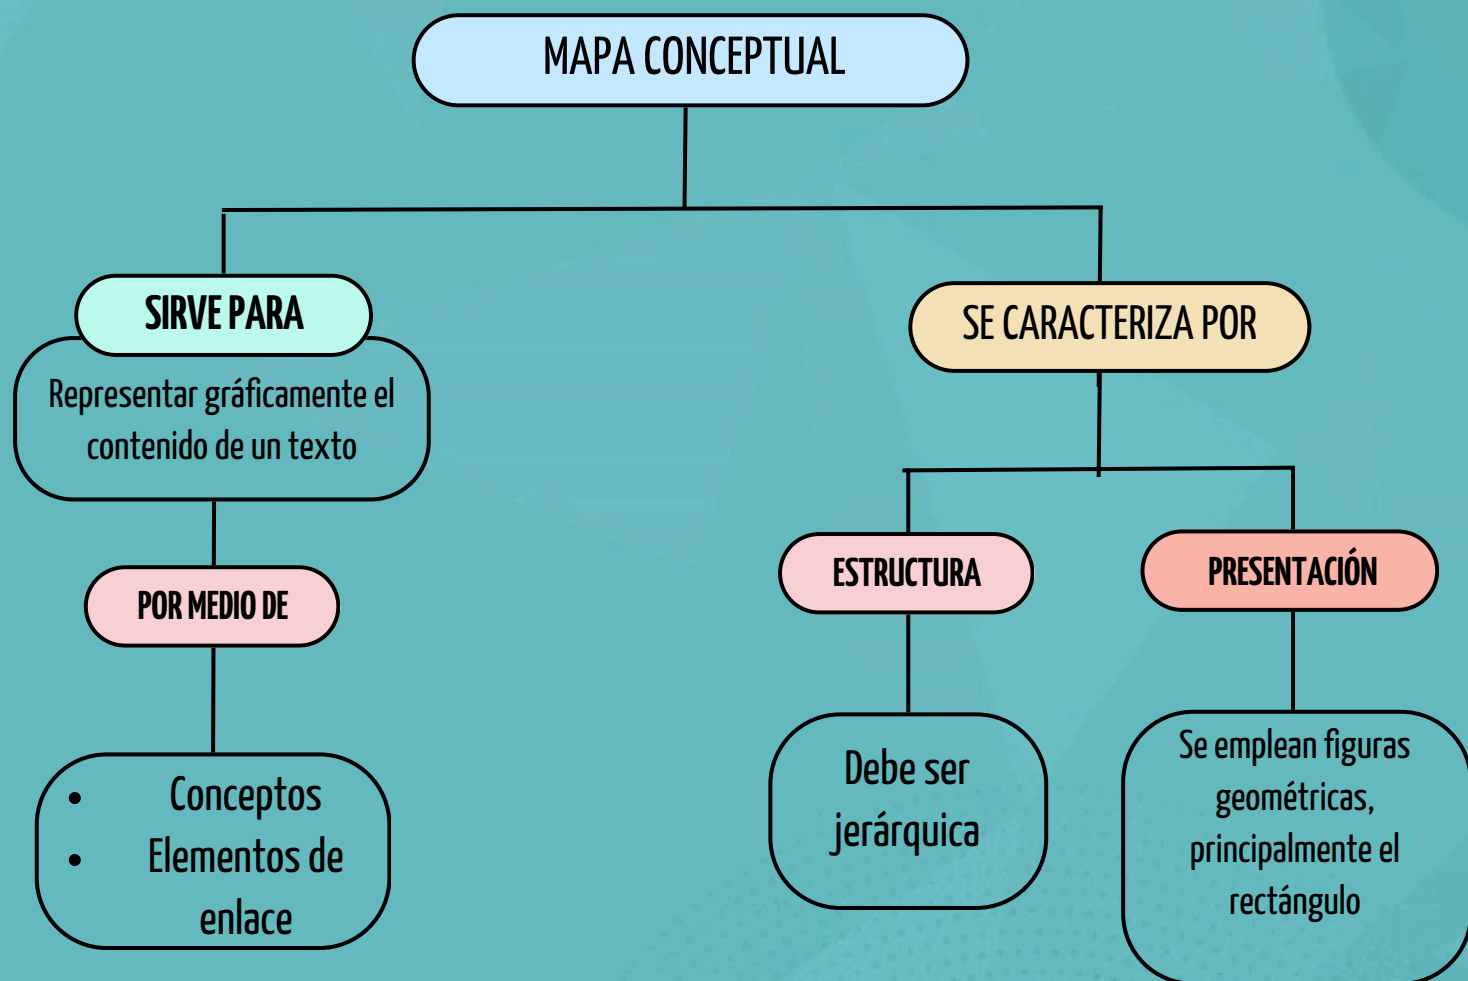 MAPA CONCEPTUAL
SIRVE PARA
Representar gráficamente el
contenido de un texto
POR MEDIO DE
• Conceptos
• Elementos de
enlace
SE CARACTERIZA POR
ESTRUCTURA
Debe ser
jerárquica
PRESENTACIÓN
Se emplean figuras
geométricas,
principalmente el
rectángulo